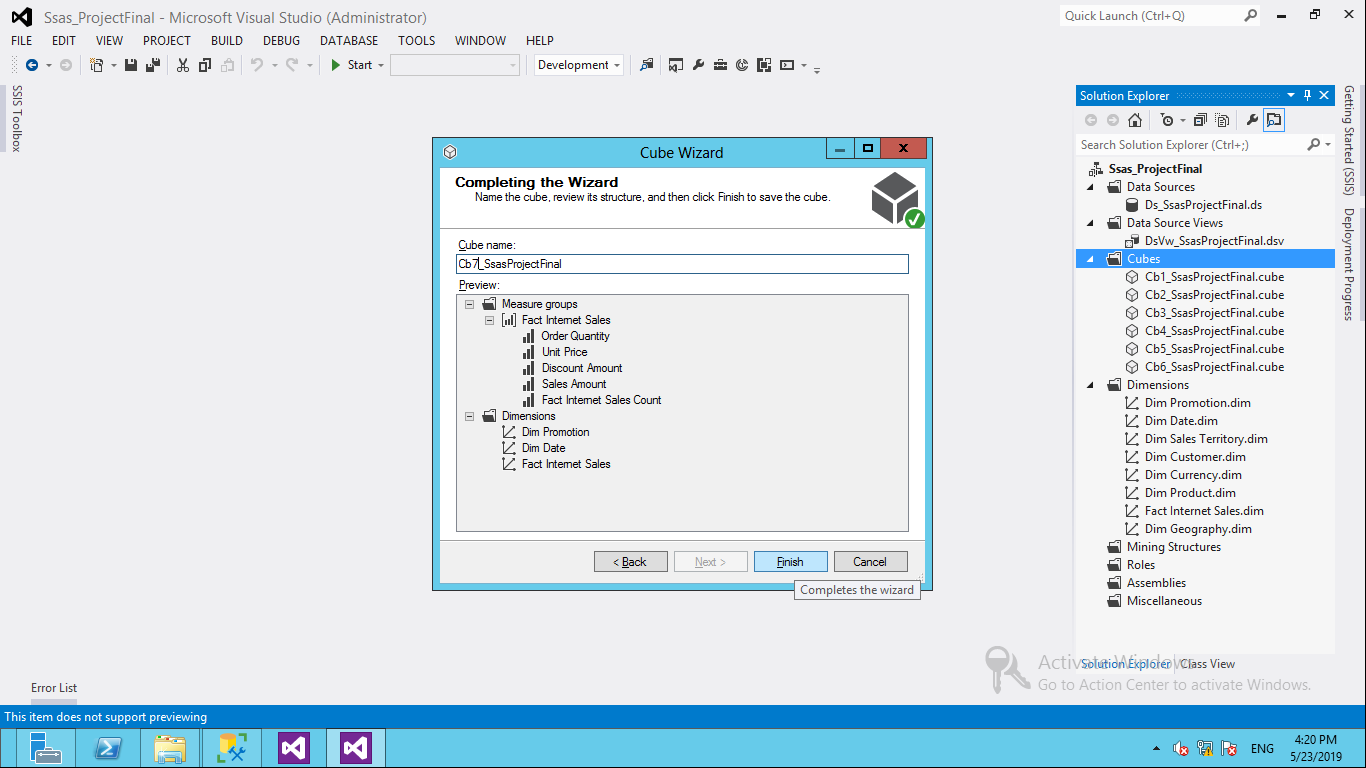 Ssas_ProjectFinal - Microsoft Visual Studio (Administrator)
Quick Launch (Ctrl+Q)
FILE EDIT VIEW PROJECT BUILD DEBUG DATABASE TOOLS WINDOW HELP
Start Development
SSIS Toolbox
Cube Wizard
Completing the Wizard
Name the cube, review its structure, and then click Finish to save the cube.
Cube name:
Cb7_SsasProjectFinal
Preview:
Measure groups
Fact Internet Sales
Order Quantity
Unit Price
Discount Amount
Sales Amount
Fact Internet Sales Count
Dimensions
Dim Promotion
Dim Date
Fact Internet Sales
< Back Next > Finish Cancel
Completes the wizard
Solution Explorer
Search Solution Explorer (Ctrl+;)
Ssas_ProjectFinal
Data Sources
Ds_SsasProjectFinal.ds
Data Source Views
DsVw_SsasProjectFinal.dsv
Cubes
Cb1_SsasProjectFinal.cube
Cb2_SsasProjectFinal.cube
Cb3_SsasProjectFinal.cube
Cb4_SsasProjectFinal.cube
Cb5_SsasProjectFinal.cube
Cb6_SsasProjectFinal.cube
Dimensions
Dim Promotion.dim
Dim Date.dim
Dim Sales Territory.dim
Dim Customer.dim
Dim Currency.dim
Dim Product.dim
Fact Internet Sales.dim
Dim Geography.dim
Mining Structures
Roles
Assemblies
Miscellaneous
Solution Explorer Class View
Getting Started (SSIS)
Deployment Progress
Activate Windows
Go to Action Center to activate Windows.
Error List
This item does not support previewing
ENG
4:20 PM
5/23/2019